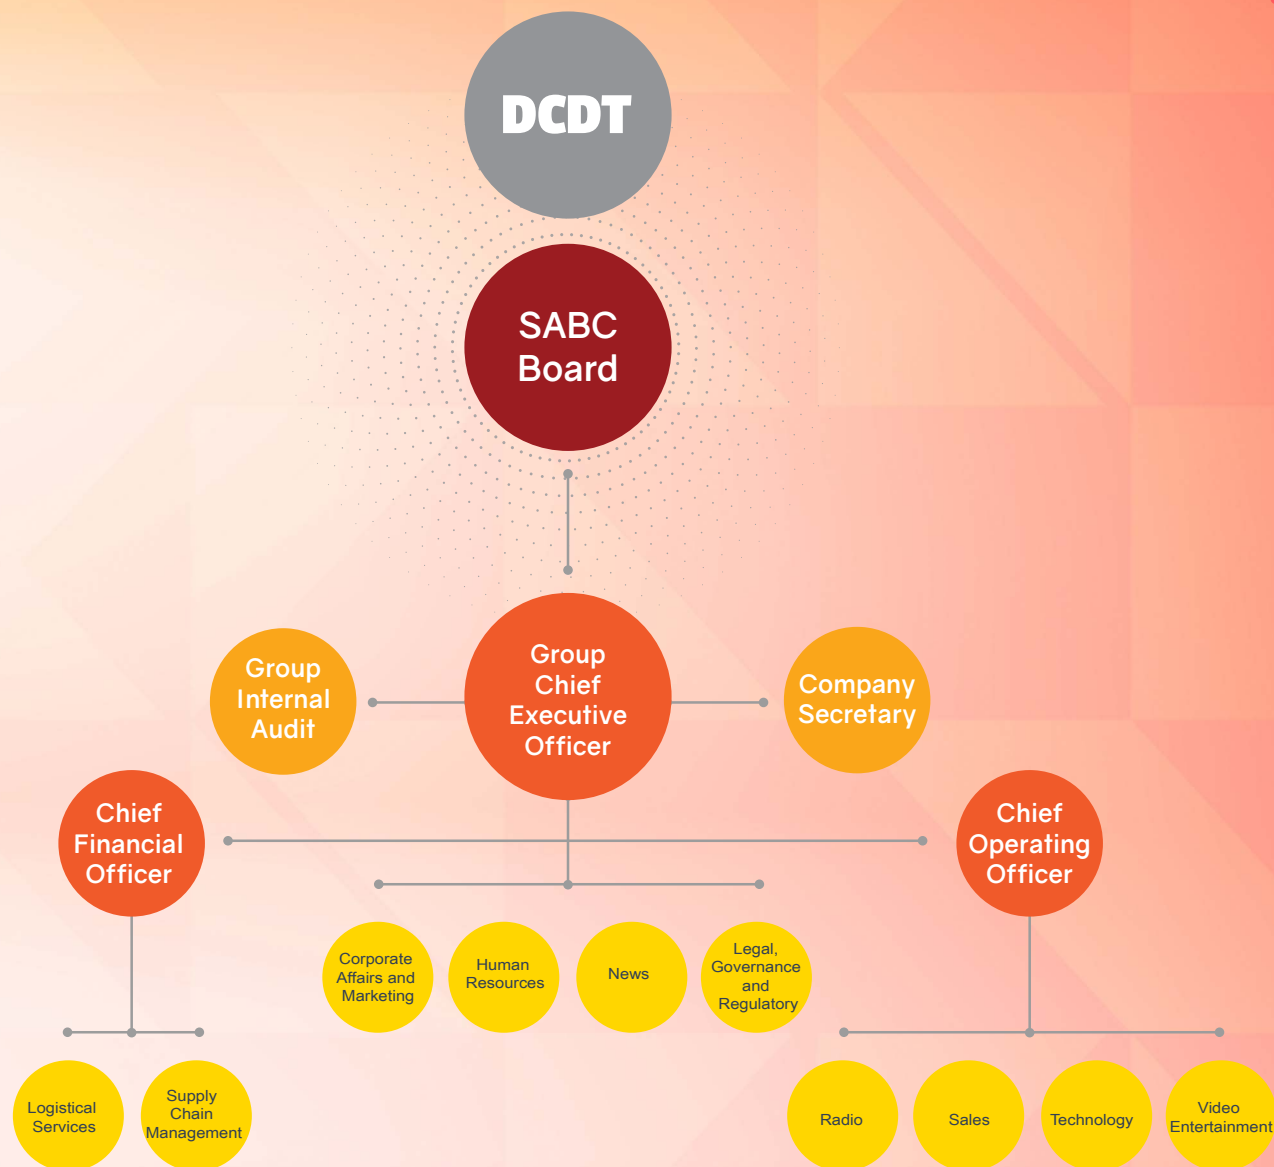 DCDT
SABC
Board
Group
Chief
Executive
Officer
Group
Internal
Audit
Company
Secretary
Chief
Financial
Officer
Chief
Operating
Officer
Corporate
Affairs and
Marketing
Human
Resources
News
Legal,
Governance
and
Regulatory
Logistical
Services
Supply
Chain
Management
Radio
Sales
Technology
Video
Entertainment